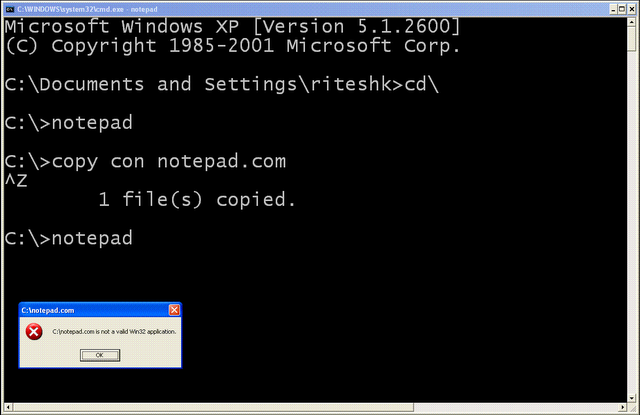 C:\WINDOWS\system32\cmd.exe - notepad
Microsoft Windows XP [Version 5.1.2600]
(C) Copyright 1985-2001 Microsoft Corp.
C:\Documents and Settings\riteshk>cd\
C:\>notepad
C:\>copy con notepad.com
^Z
1 file(s) copied.
C:\>notepad
C:\notepad.com
C:\notepad.com is not a valid Win32 application.
OK